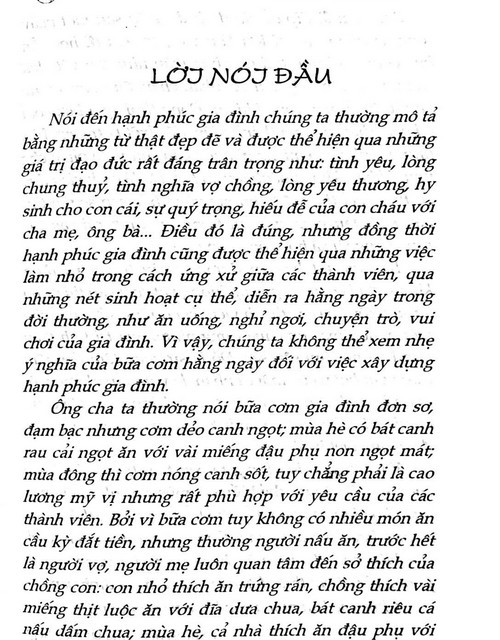 LỜI NÓI ĐẦU
Nói đến hạnh phúc gia đình chúng ta thường mô tả
bằng những từ thật đẹp đẽ và được thể hiện qua những
giá trị đạo đức rất đáng trân trọng như: tình yêu, lòng
chung thuỷ, tình nghĩa vợ chồng, lòng yêu thương, hy
sinh cho con cái, sự quý trọng, hiếu đễ của con cháu với
cha mẹ, ông bà... Điều đó là đúng, nhưng đồng thời
hạnh phúc gia đình cũng được thể hiện qua những việc
làm nhỏ trong cách ứng xử giữa các thành viên, qua
những nét sinh hoạt cụ thể, diễn ra hằng ngày trong
đời thường, như ăn uống, nghỉ ngơi, chuyện trò, vui
chơi của gia đình. Vì vậy, chúng ta không thể xem nhẹ
ý nghĩa của bữa cơm hằng ngày đối với việc xây dựng
hạnh phúc gia đình.
Ông cha ta thường nói bữa cơm gia đình đơn sơ,
đạm bạc nhưng cơm dẻo canh ngọt; mùa hè có bát canh
rau cải ngọt ăn với vài miếng đậu phụ non ngọt mát;
mùa đông thì cơm nóng canh sốt, tuy chẳng phải là cao
lương mỹ vị nhưng rất phù hợp với yêu cầu của các
thành viên. Bởi vì bữa cơm tuy không có nhiều món ăn
cầu kỳ đắt tiền, nhưng thường người nấu ăn, trước hết
là người vợ, người mẹ luôn quan tâm đến sở thích của
chồng con: con nhỏ thích ăn trứng rán, chồng thích vài
miếng thịt luộc ăn với đĩa dưa chua, bát canh riêu cá
nấu dấm chua; mùa hè, cả nhà thích ăn đậu phụ với